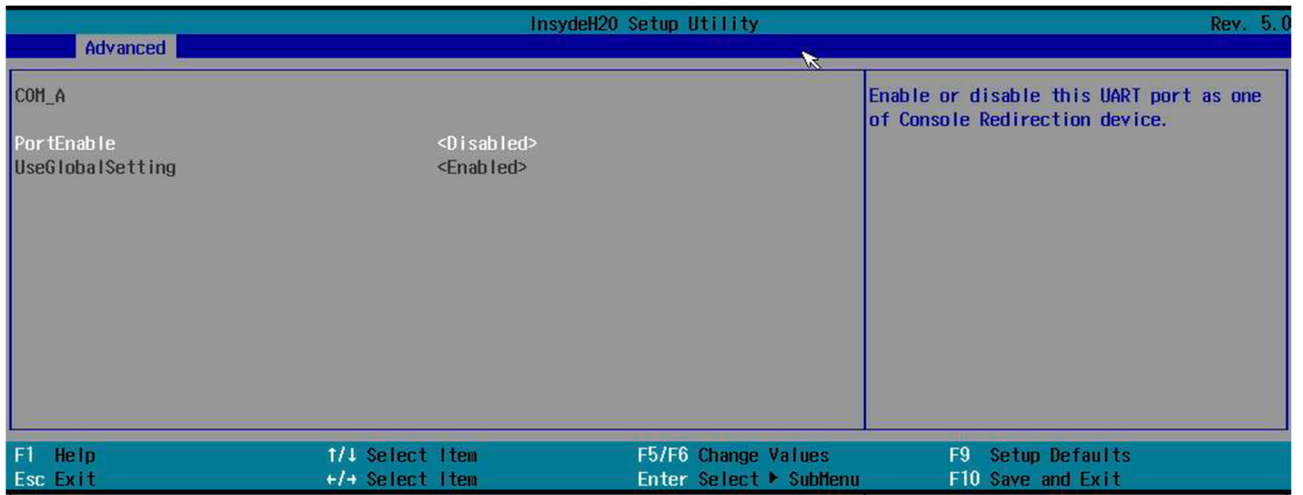 InsydeH2O Setup Utility Rev. 5.0
Advanced
COM_A
PortEnable <Disabled>
UseGlobalSetting <Enabled>
Enable or disable this UART port as one
of Console Redirection device.
F1 Help ↑/↓ Select Item F5/F6 Change Values F9 Setup Defaults
Esc Exit ←/→ Select Item Enter Select ▶ SubMenu F10 Save and Exit